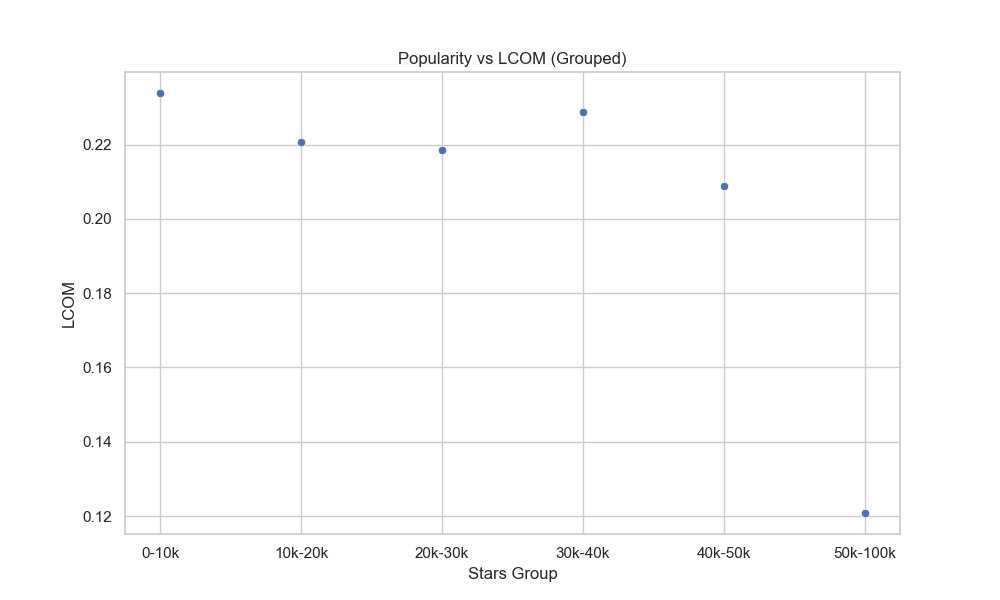 Popularity vs LCOM (Grouped)
0.22
0.20
0.18
0.16
0.14
0.12
LCOM
0-10k
10k-20k
20k-30k
30k-40k
40k-50k
50k-100k
Stars Group